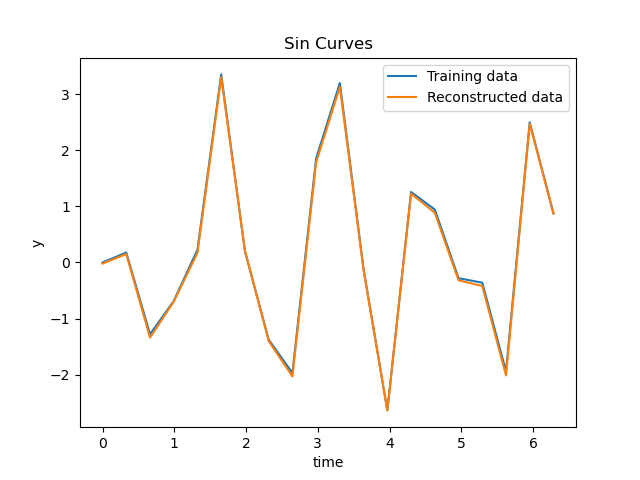 Sin Curves
Training data
Reconstructed data
3
2
1
0
−1
−2
y
0 1 2 3 4 5 6
time